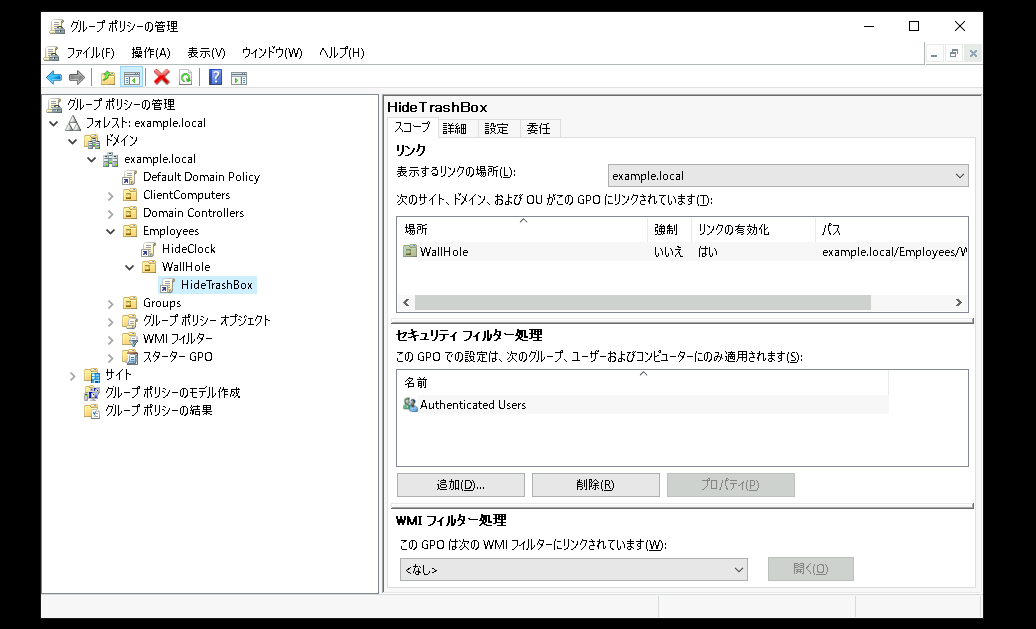 グループ ポリシーの管理
ファイル(F) 操作(A) 表示(V) ウィンドウ(W) ヘルプ(H)
グループ ポリシーの管理
フォレスト: example.local
ドメイン
example.local
Default Domain Policy
ClientComputers
Domain Controllers
Employees
HideClock
WallHole
HideTrashBox
Groups
グループ ポリシー オブジェクト
WMI フィルター
スターター GPO
サイト
グループ ポリシーのモデル作成
グループ ポリシーの結果
HideTrashBox
スコープ 詳細 設定 委任
リンク
表示するリンクの場所(L): example.local
次のサイト、ドメイン、および OU がこの GPO にリンクされています(T):
場所 強制 リンクの有効化 パス
WallHole いいえ はい example.local/Employees/W
セキュリティ フィルター処理
この GPO での設定は、次のグループ、ユーザーおよびコンピューターにのみ適用されます(S):
名前
Authenticated Users
追加(D)... 削除(R) プロパティ(P)
WMI フィルター処理
この GPO は次の WMI フィルターにリンクされています(W):
<なし> 開く(O)